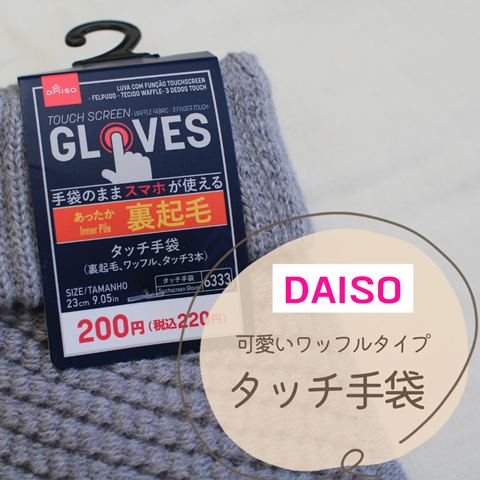 DAISO
LUVA COM FUNÇÃO TOUCHSCREEN
- FELPUDO - TECIDO WAFFLE- 3 DEDOS TOUCH
TOUCH SCREEN -WAFFLE FABRIC - 3 FINGER TOUCH-
GLOVES
手袋のままスマホが使える
あったか
Inner Pile
裏起毛
タッチ手袋
(裏起毛、ワッフル、タッチ3本)
SIZE/TAMANHO
23cm 9.05in
タッチ手袋
Touchscreen Gloves
6333
200円(税込220円)
DAISO
可愛いワッフルタイプ
タッチ手袋